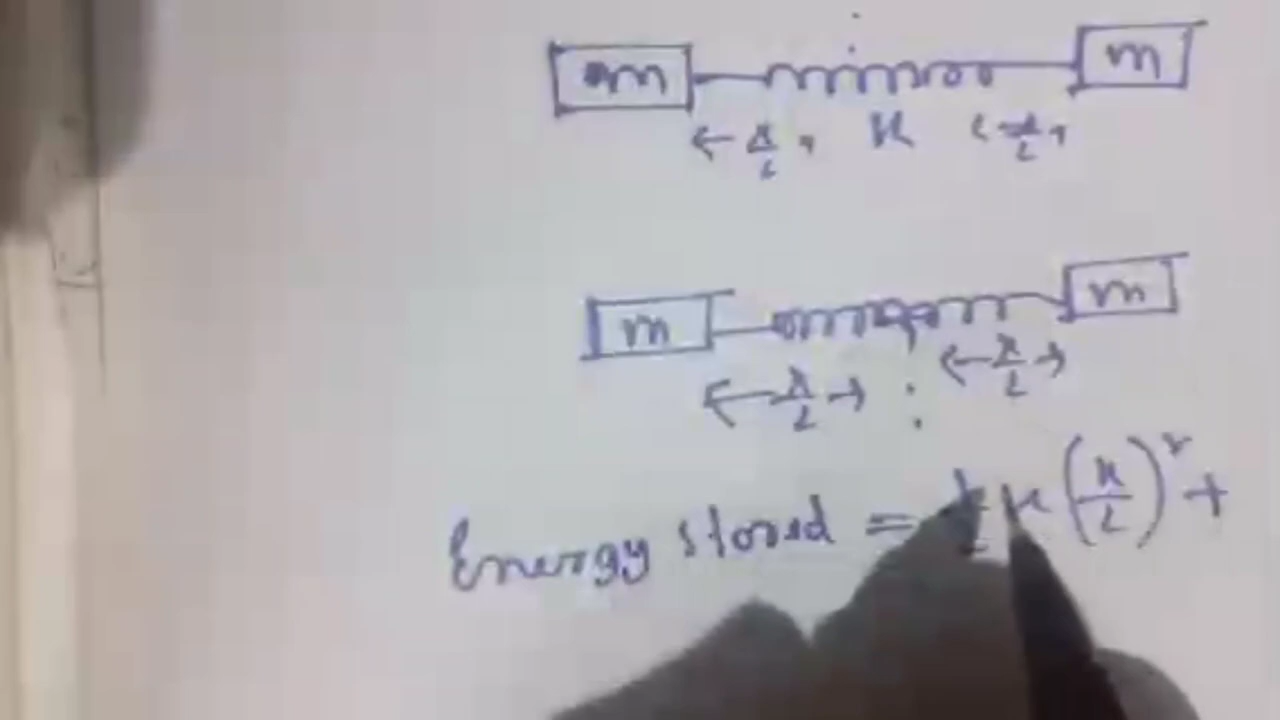 m m
x/2 K x/2
m m
x/2 x/2
Energy stored = 1/2 K (x/2)² +